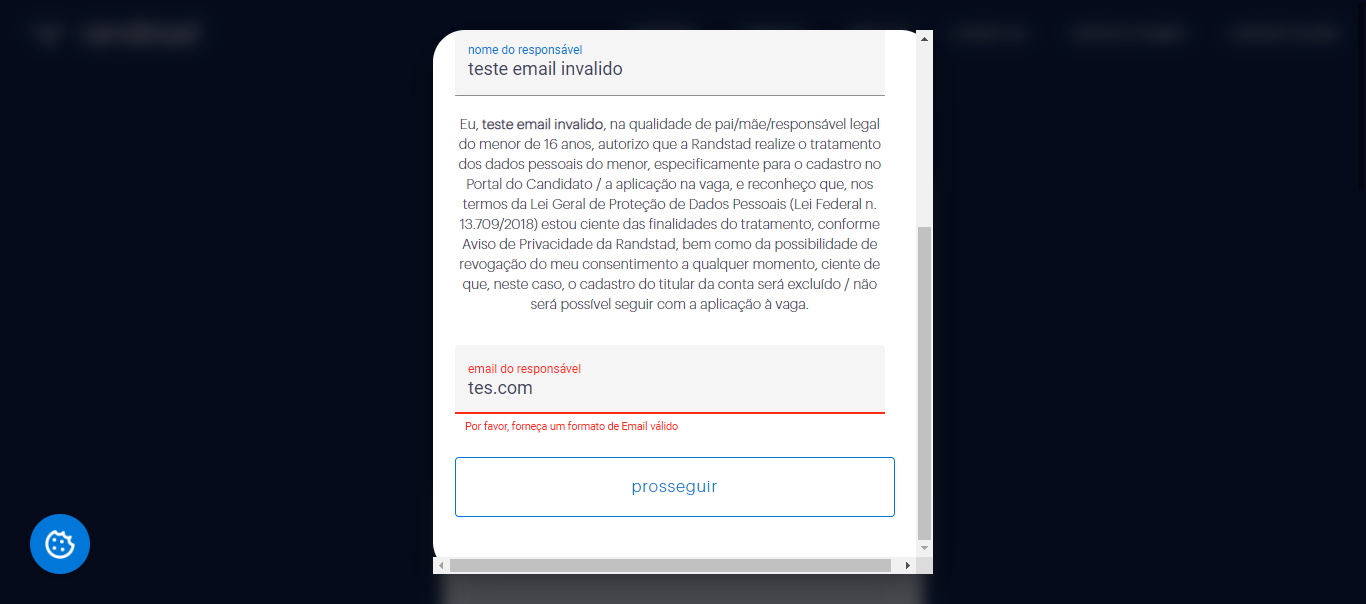 nome do responsável
teste email invalido
Eu, teste email invalido, na qualidade de pai/mãe/responsável legal
do menor de 16 anos, autorizo que a Randstad realize o tratamento
dos dados pessoais do menor, especificamente para o cadastro no
Portal do Candidato / a aplicação na vaga, e reconheço que, nos
termos da Lei Geral de Proteção de Dados Pessoais (Lei Federal n.
13.709/2018) estou ciente das finalidades do tratamento, conforme
Aviso de Privacidade da Randstad, bem como da possibilidade de
revogação do meu consentimento a qualquer momento, ciente de
que, neste caso, o cadastro do titular da conta será excluído / não
será possível seguir com a aplicação à vaga.
email do responsável
tes.com
Por favor, forneça um formato de Email válido
prosseguir